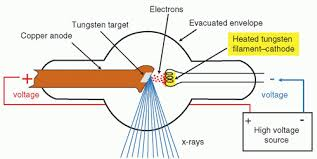 Electrons
Tungsten target
Evacuated envelope
Copper anode
Heated tungsten
filament–cathode
+
-
voltage
voltage
x-rays
+
-
High voltage
source